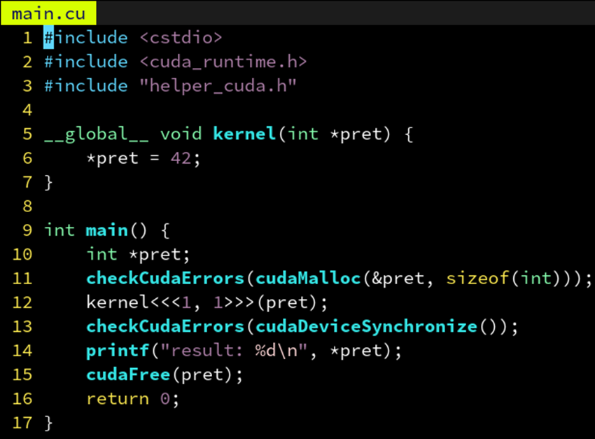 main.cu
1 #include <cstdio>
2 #include <cuda_runtime.h>
3 #include "helper_cuda.h"
4
5 __global__ void kernel(int *pret) {
6     *pret = 42;
7 }
8
9 int main() {
10     int *pret;
11     checkCudaErrors(cudaMalloc(&pret, sizeof(int)));
12     kernel<<<1, 1>>>(pret);
13     checkCudaErrors(cudaDeviceSynchronize());
14     printf("result: %d\n", *pret);
15     cudaFree(pret);
16     return 0;
17 }